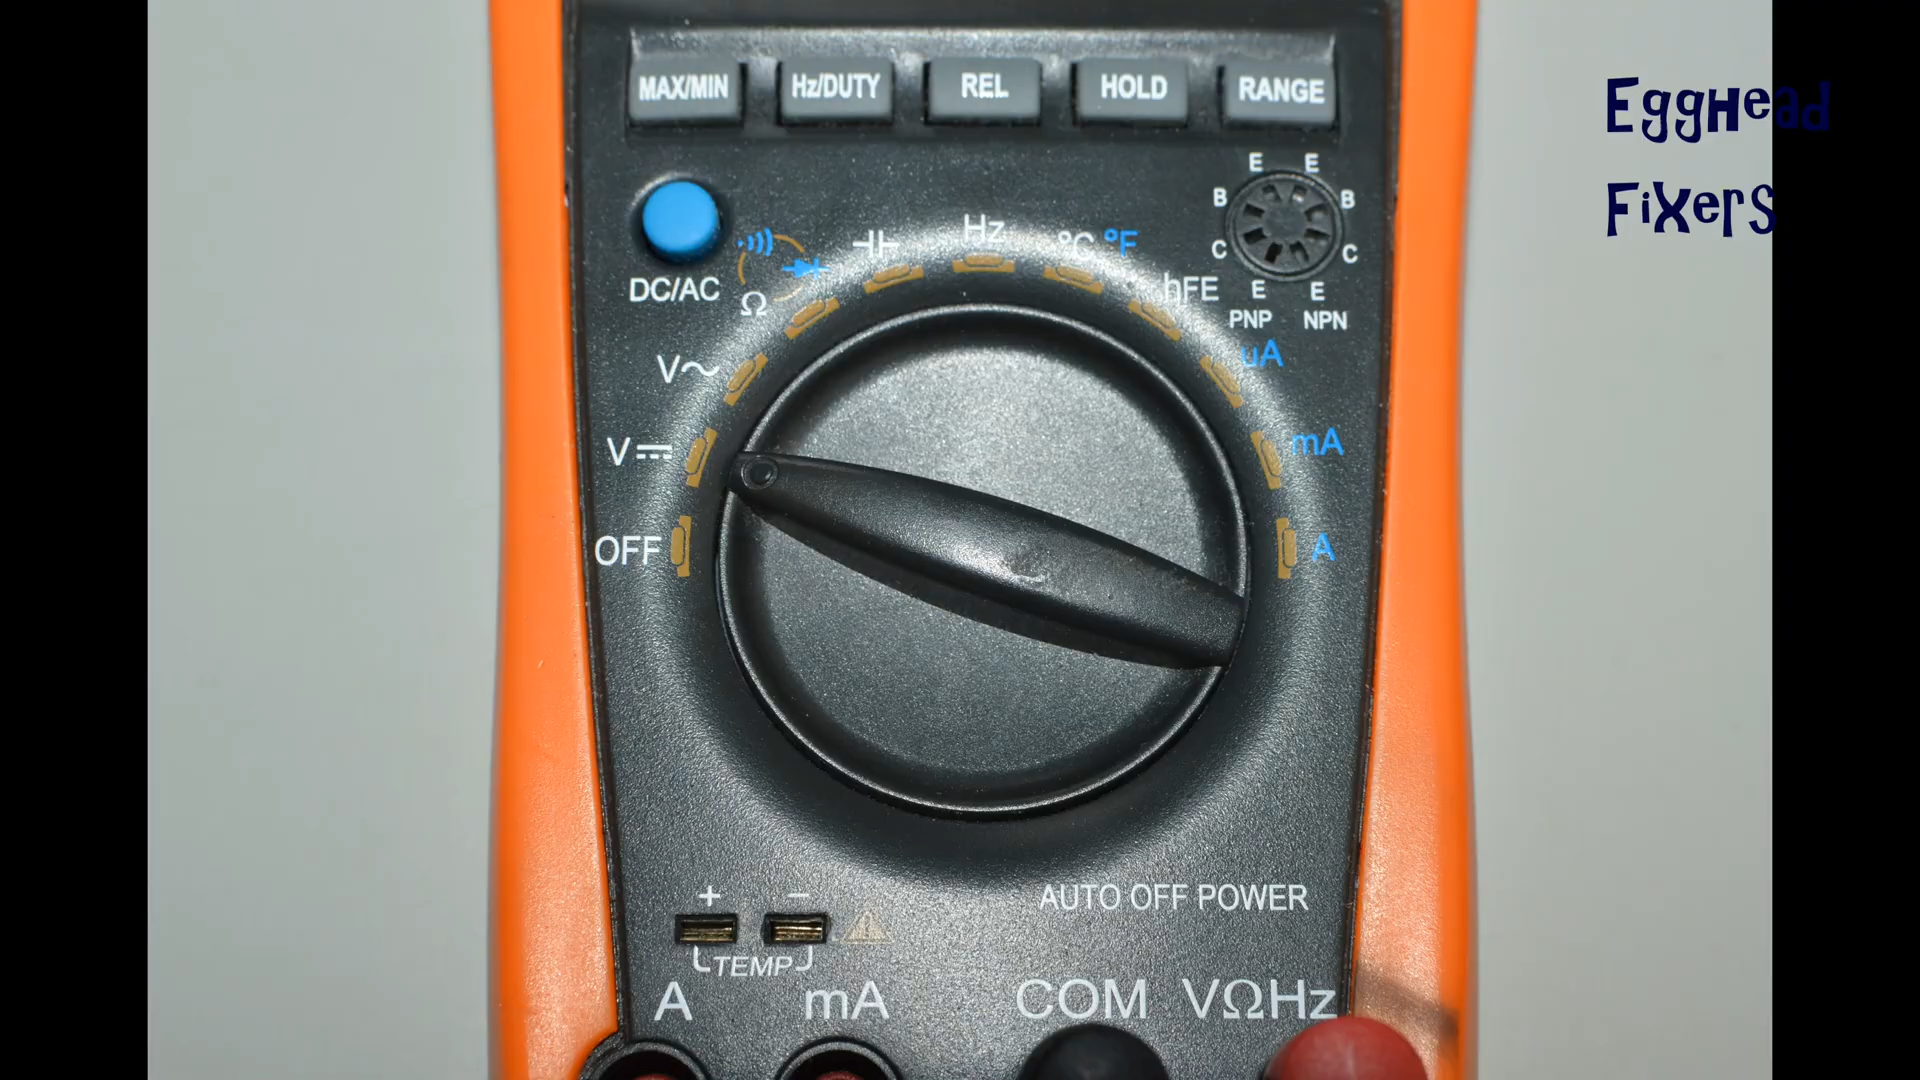 MAX/MIN
Hz/DUTY
REL
HOLD
RANGE
EggHead
Fixers
E E
B B
C C
E E
PNP NPN
DC/AC
Ω
Hz
°C °F
hFE
uA
mA
A
V~
V⎓
OFF
AUTO OFF POWER
+ −
TEMP
A
mA
COM
VΩHz